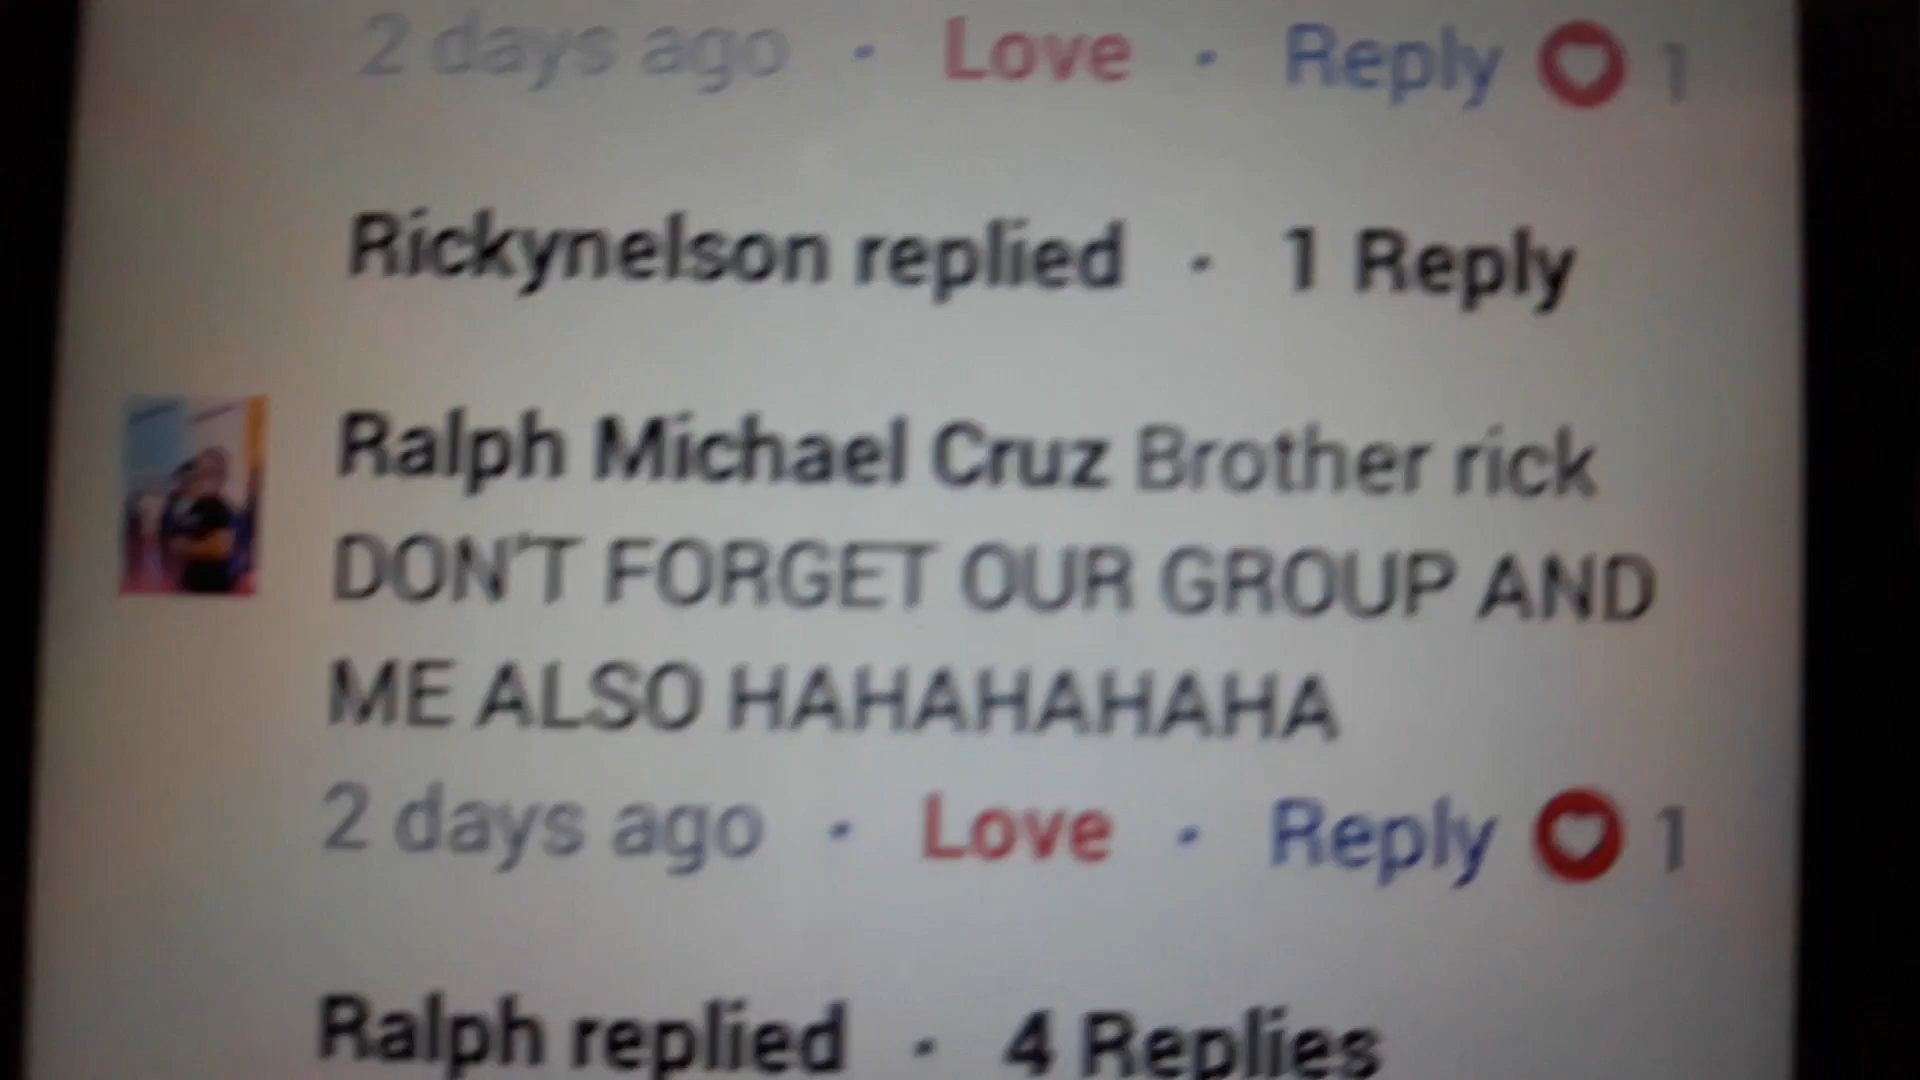 2 days ago · Love · Reply 1
Rickynelson replied · 1 Reply
Ralph Michael Cruz Brother rick
DON'T FORGET OUR GROUP AND
ME ALSO HAHAHAHAHA
2 days ago · Love · Reply 1
Ralph replied · 4 Replies